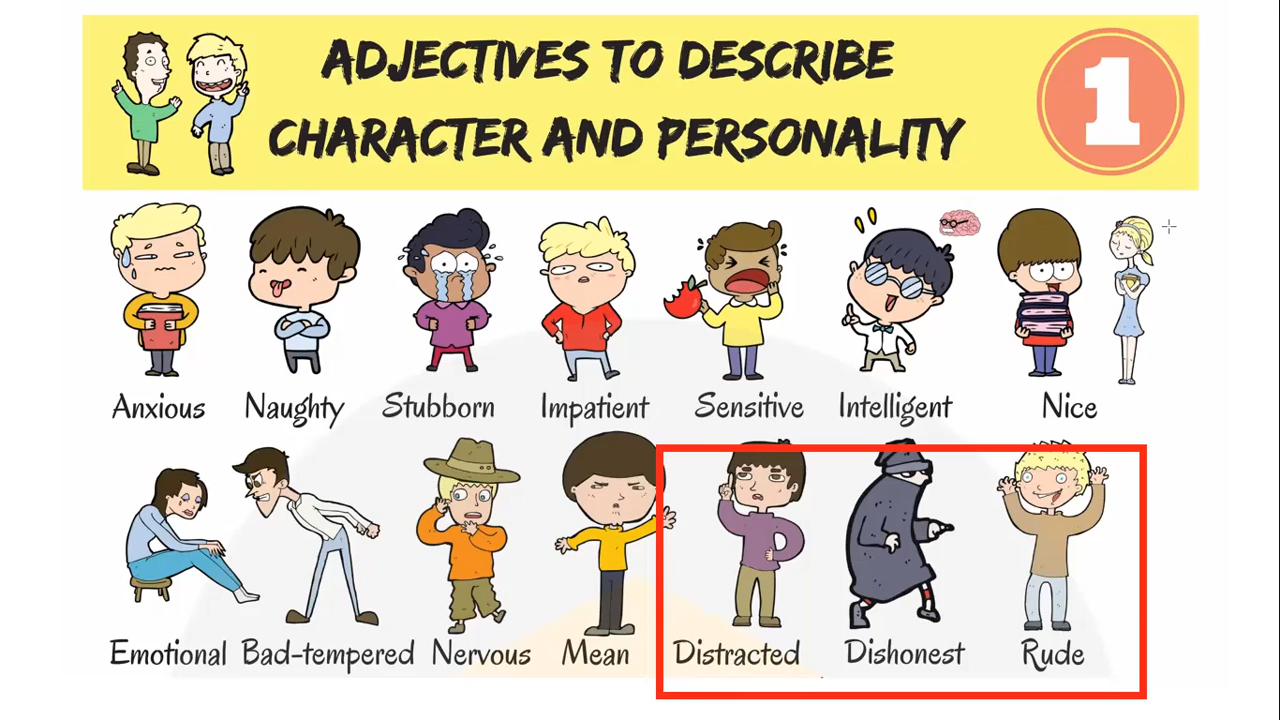 ADJECTIVES TO DESCRIBE
CHARACTER AND PERSONALITY
1
Anxious Naughty Stubborn Impatient Sensitive Intelligent Nice
Emotional Bad-tempered Nervous Mean Distracted Dishonest Rude